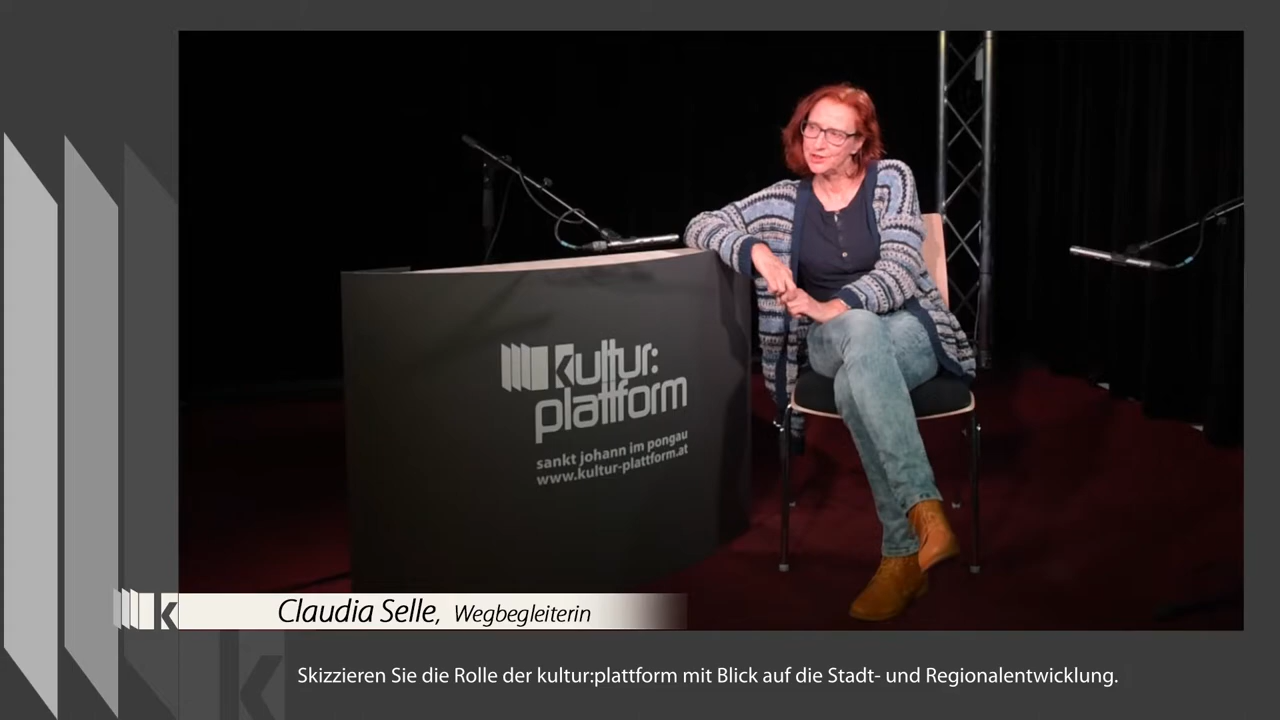 kultur:
plattform
sankt johann im pongau
www.kultur-plattform.at
k Claudia Selle, Wegbegleiterin
Skizzieren Sie die Rolle der kultur:plattform mit Blick auf die Stadt- und Regionalentwicklung.